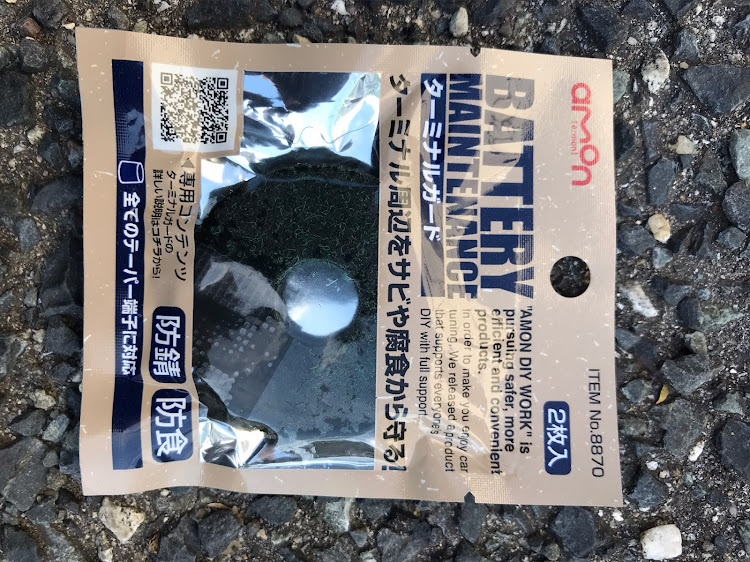 amon
(エーモン)
ITEM No.8870
BATTERY
MAINTENANCE
ターミナルガード
2枚入
"AMON DIY WORK" is
pursuing safer, more
efficient and convenient
products.
In order to make you enjoy car
tuning. We released a product
that supports everyone's
DIY with full support.
ターミナル周辺をサビや腐食から守る!
専用コンテンツ
ターミナルガードの
詳しい説明はコチラから!
防錆
防食
全てのテーパー端子に対応